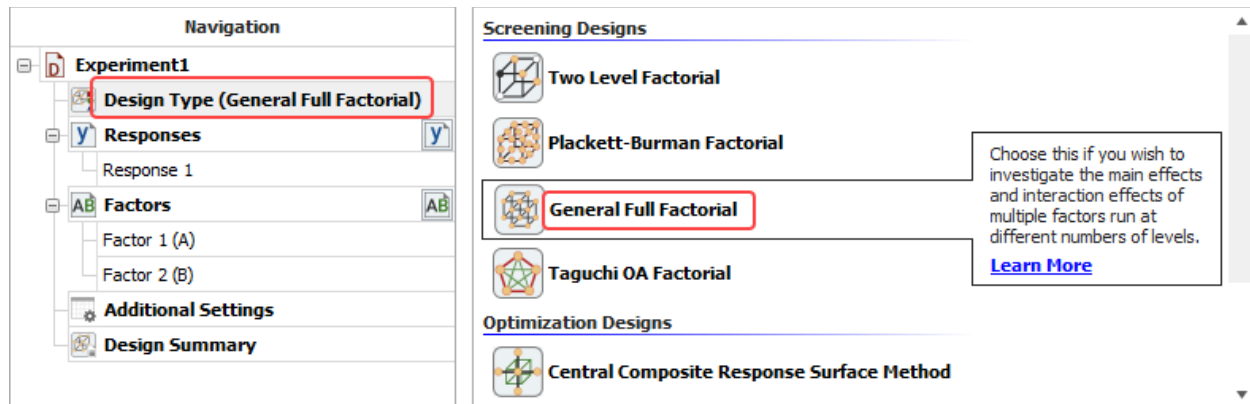 Navigation
Experiment1
Design Type (General Full Factorial)
Responses
Response 1
Factors
Factor 1 (A)
Factor 2 (B)
Additional Settings
Design Summary
Screening Designs
Two Level Factorial
Plackett-Burman Factorial
General Full Factorial
Taguchi OA Factorial
Optimization Designs
Central Composite Response Surface Method
Choose this if you wish to
investigate the main effects
and interaction effects of
multiple factors run at
different numbers of levels.
Learn More